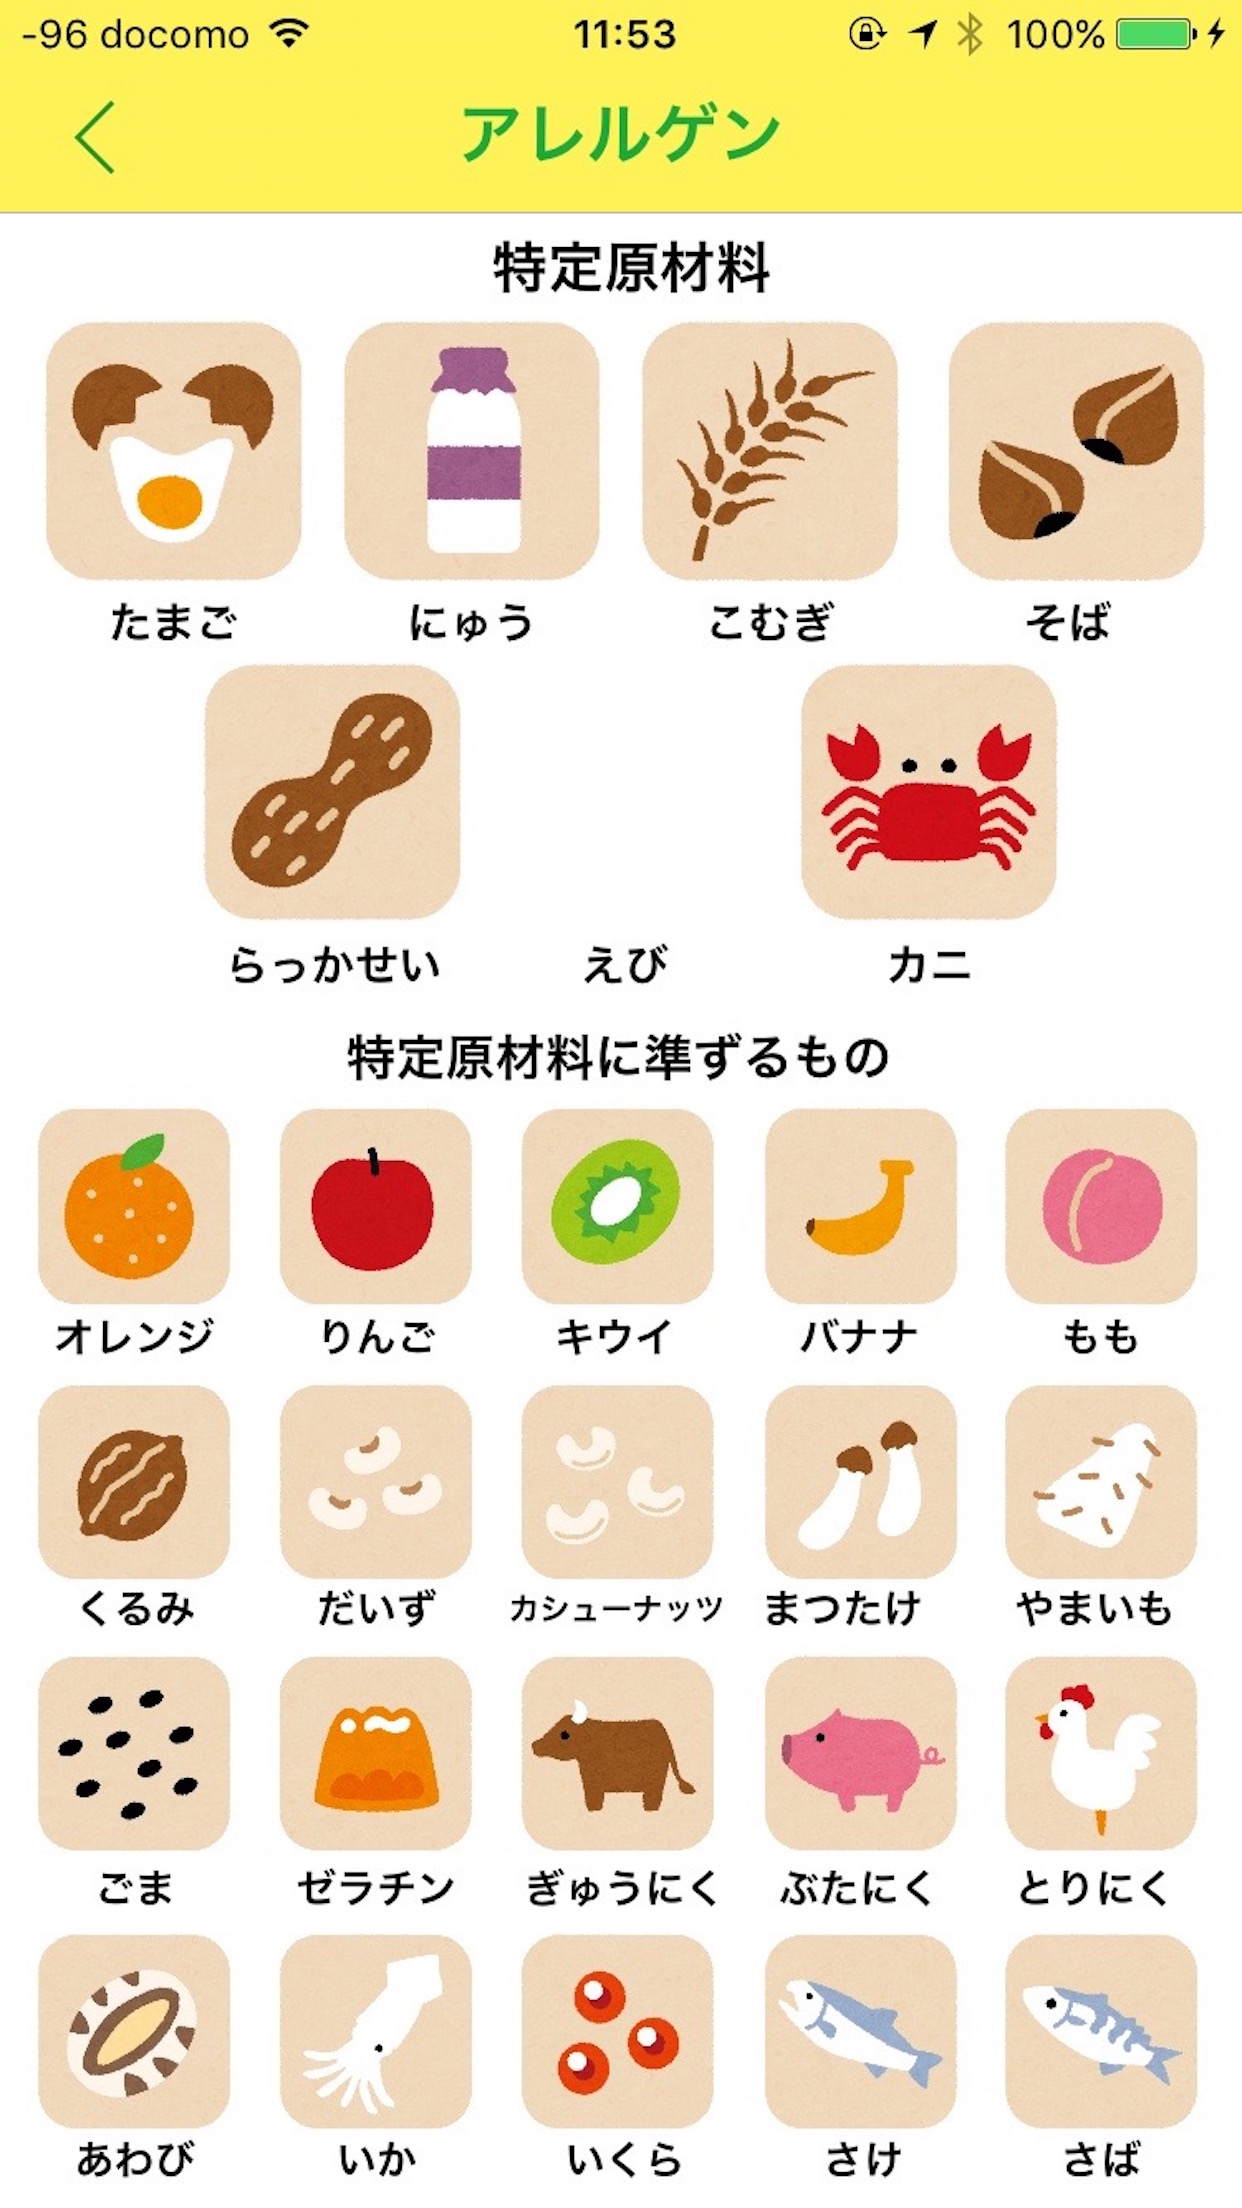 -96 docomo 11:53 100%
アレルゲン
特定原材料
たまご にゅう こむぎ そば
らっかせい えび カニ
特定原材料に準ずるもの
オレンジ りんご キウイ バナナ もも
くるみ だいず カシューナッツ まつたけ やまいも
ごま ゼラチン ぎゅうにく ぶたにく とりにく
あわび いか いくら さけ さば